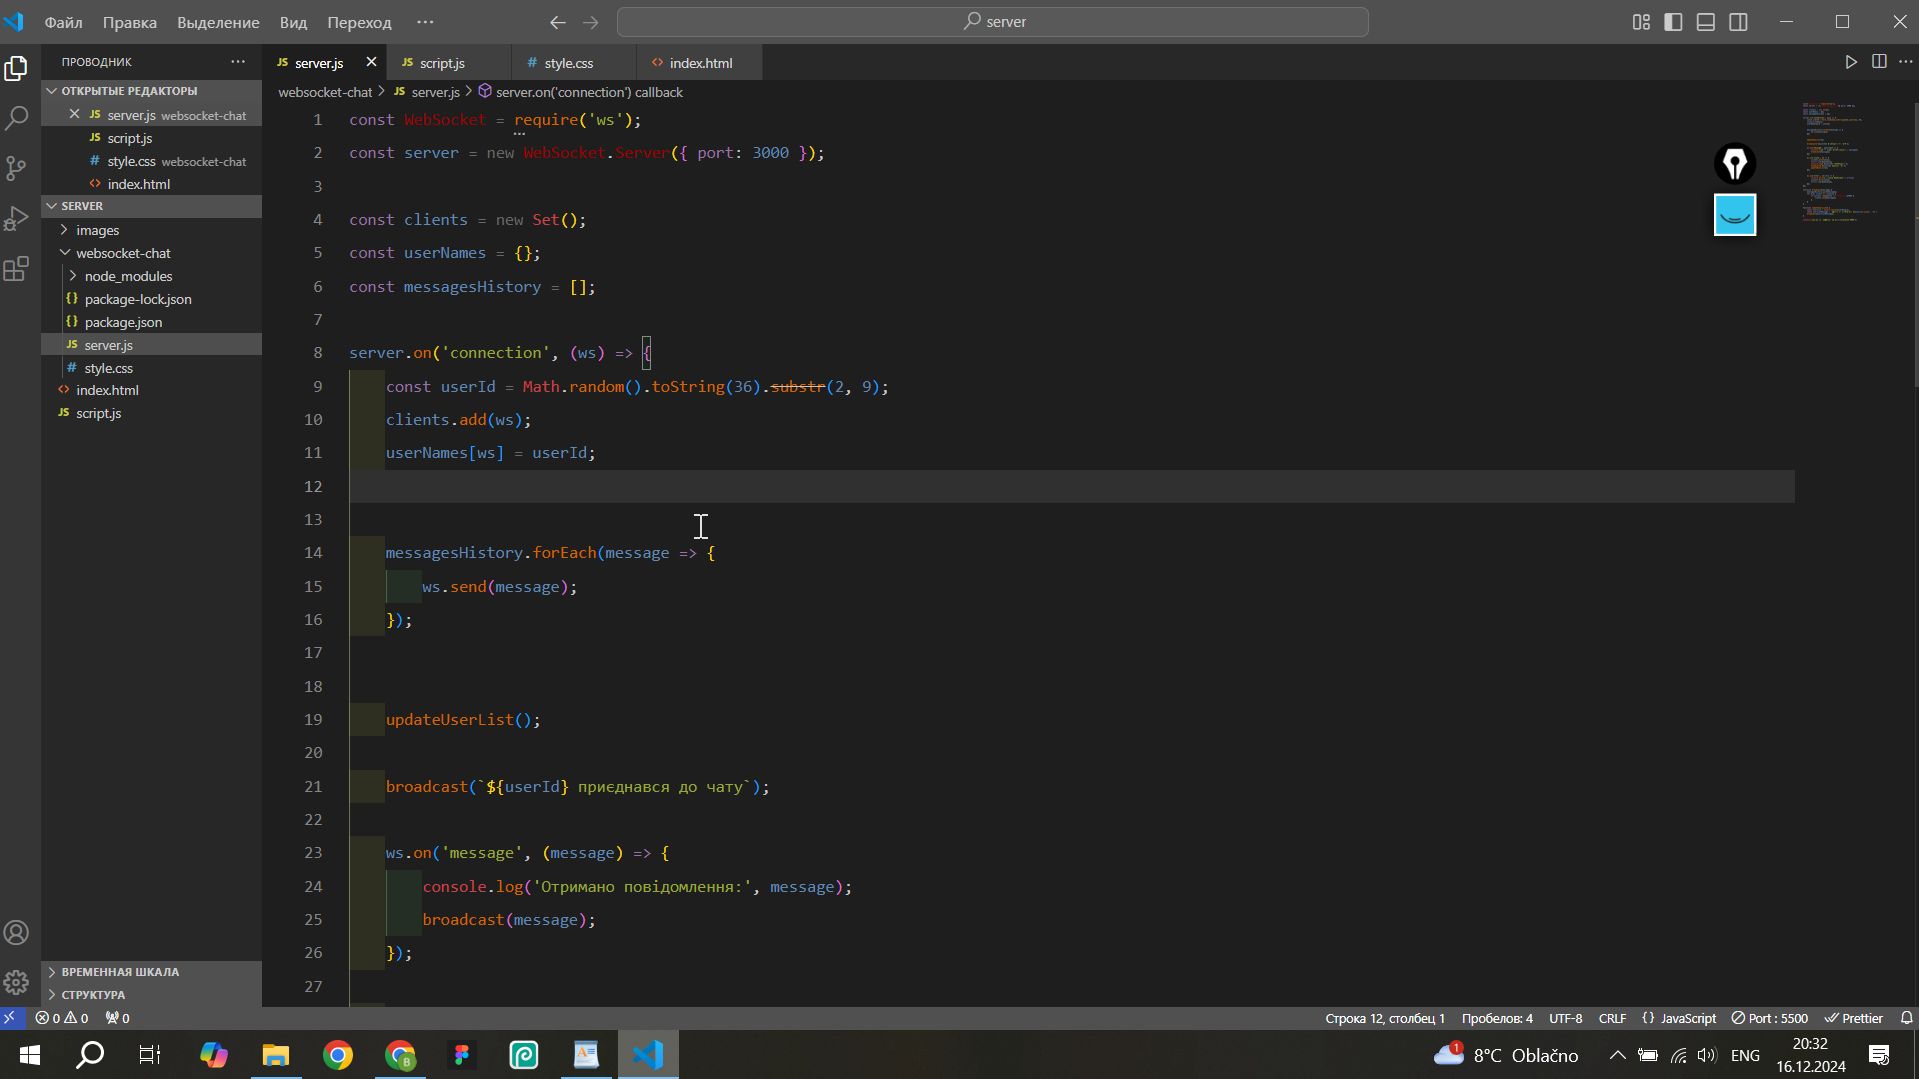 Файл Правка Выделение Вид Переход ··· server
ПРОВОДНИК ···
ОТКРЫТЫЕ РЕДАКТОРЫ
JS server.js websocket-chat
JS script.js
# style.css websocket-chat
<> index.html
SERVER
images
websocket-chat
node_modules
{} package-lock.json
{} package.json
JS server.js
# style.css
<> index.html
JS script.js
ВРЕМЕННАЯ ШКАЛА
СТРУКТУРА
JS server.js JS script.js # style.css <> index.html
websocket-chat > JS server.js > server.on('connection') callback
1 const WebSocket = require('ws');
2 const server = new WebSocket.Server({ port: 3000 });
3
4 const clients = new Set();
5 const userNames = {};
6 const messagesHistory = [];
7
8 server.on('connection', (ws) => {
9 const userId = Math.random().toString(36).substr(2, 9);
10 clients.add(ws);
11 userNames[ws] = userId;
12
13
14 messagesHistory.forEach(message => {
15 ws.send(message);
16 });
17
18
19 updateUserList();
20
21 broadcast(`${userId} приєднався до чату`);
22
23 ws.on('message', (message) => {
24 console.log('Отримано повідомлення:', message);
25 broadcast(message);
26 });
27
0 0 0 Строка 12, столбец 1 Пробелов: 4 UTF-8 CRLF {} JavaScript Port : 5500 Prettier
1 8°C Oblačno ENG 20:32
16.12.2024